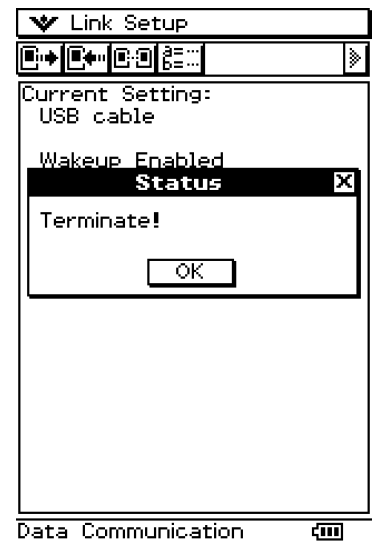 Link Setup
Current Setting:
USB cable
Wakeup Enabled
Status
Terminate!
OK
Data Communication